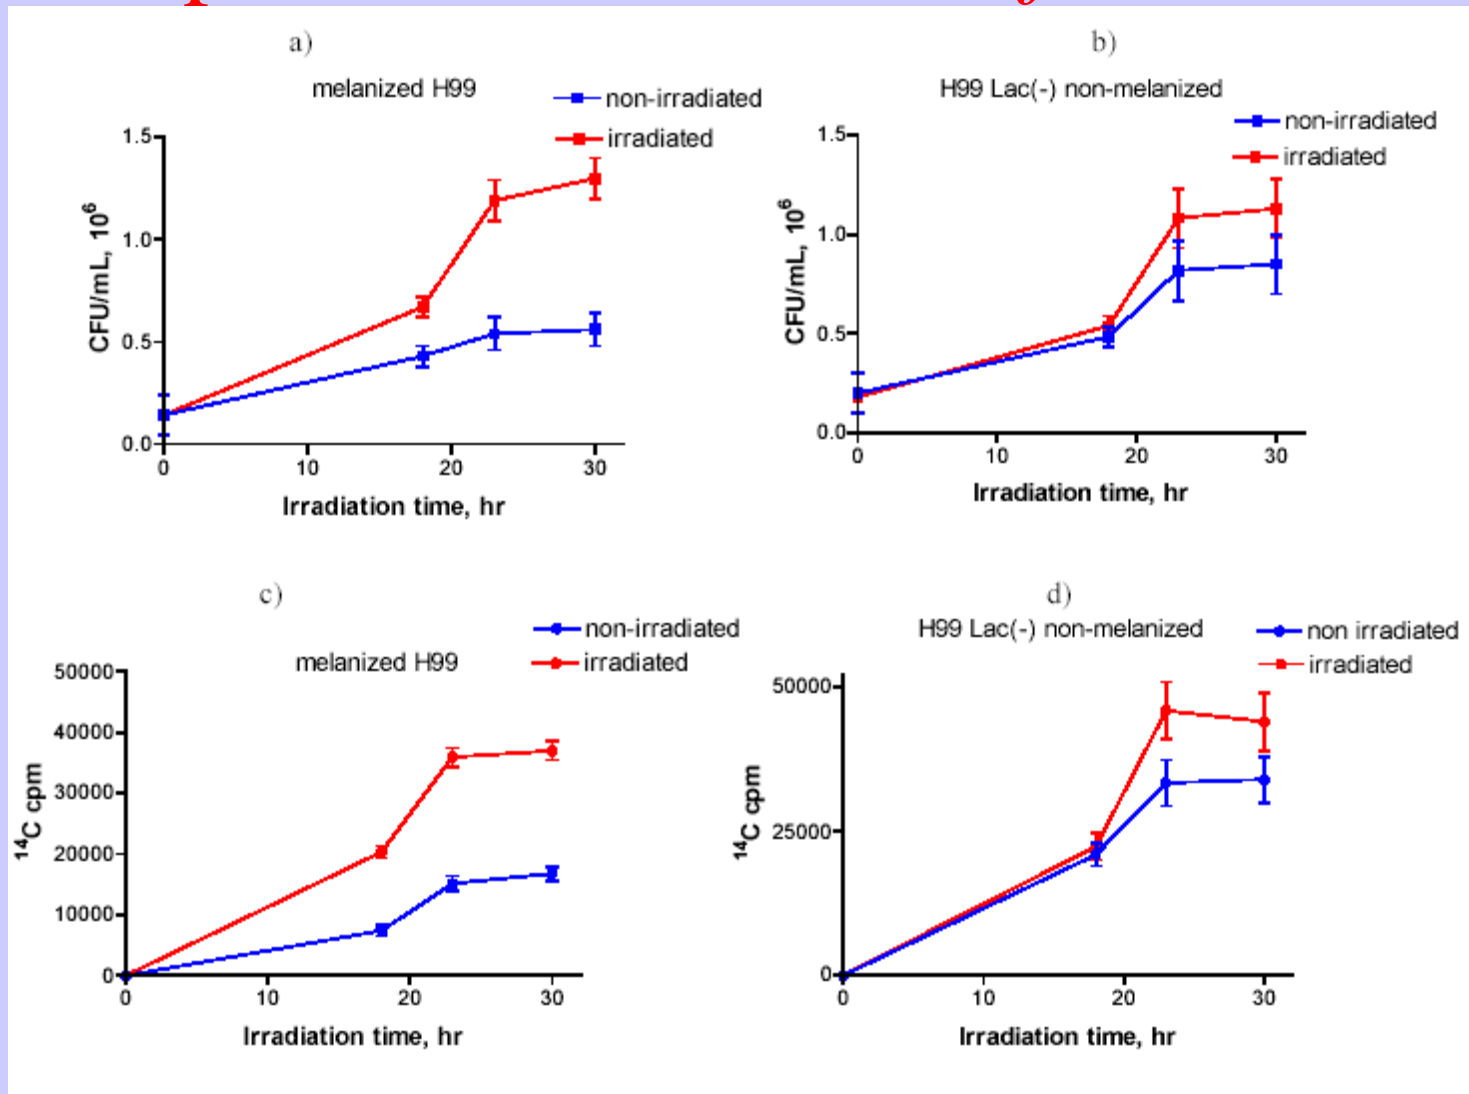 a)
melanized H99
non-irradiated
irradiated
CFU/mL, 10⁶
1.5
1.0
0.5
0.0
0 10 20 30
Irradiation time, hr
b)
H99 Lac(-) non-melanized
non-irradiated
irradiated
CFU/mL, 10⁶
1.5
1.0
0.5
0.0
0 10 20 30
Irradiation time, hr
c)
non-irradiated
melanized H99
irradiated
¹⁴C cpm
50000
40000
30000
20000
10000
0
0 10 20 30
Irradiation time, hr
d)
H99 Lac(-) non-melanized
non irradiated
irradiated
¹⁴C cpm
50000
25000
0
0 10 20 30
Irradiation time, hr